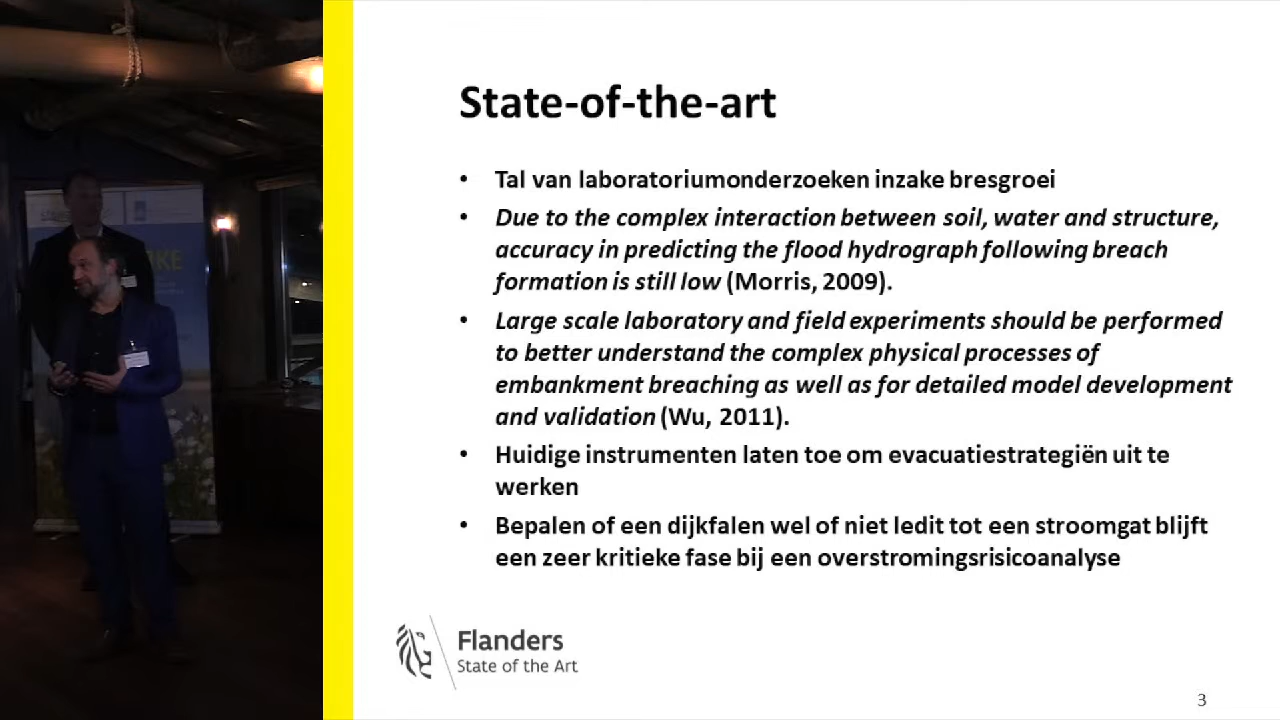 State-of-the-art
• Tal van laboratoriumonderzoeken inzake bresgroei
• Due to the complex interaction between soil, water and structure,
accuracy in predicting the flood hydrograph following breach
formation is still low (Morris, 2009).
• Large scale laboratory and field experiments should be performed
to better understand the complex physical processes of
embankment breaching as well as for detailed model development
and validation (Wu, 2011).
• Huidige instrumenten laten toe om evacuatiestrategiën uit te
werken
• Bepalen of een dijkfalen wel of niet ledit tot een stroomgat blijft
een zeer kritieke fase bij een overstromingsrisicoanalyse
Flanders
State of the Art
3